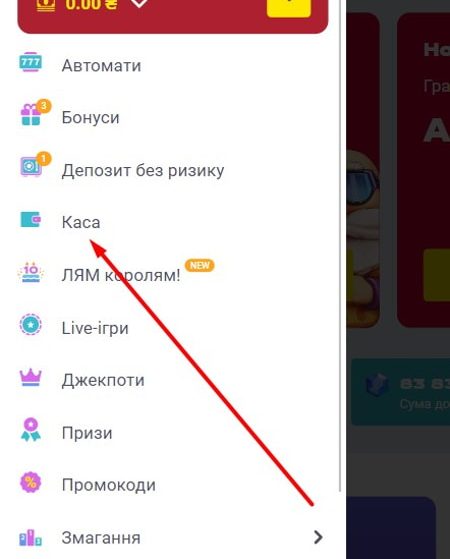 0.00 ₴
777
Автомати
3
Бонуси
1
Депозит без ризику
Каса
10
ЛЯМ королям!
NEW
Live-ігри
Джекпоти
Призи
%
Промокоди
Змагання
Но
Гра
А
83 83
Сума до